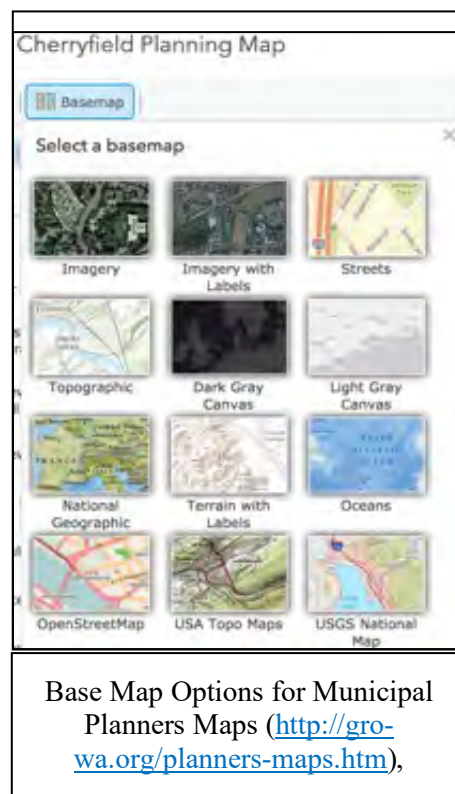 Cherryfield Planning Map
Basemap
Select a basemap
Imagery
Imagery with
Labels
Streets
Topographic
Dark Gray
Canvas
Light Gray
Canvas
National
Geographic
Terrain with
Labels
Oceans
OpenStreetMap
USA Topo Maps
USGS National
Map
Base Map Options for Municipal
Planners Maps (http://gro-
wa.org/planners-maps.htm),